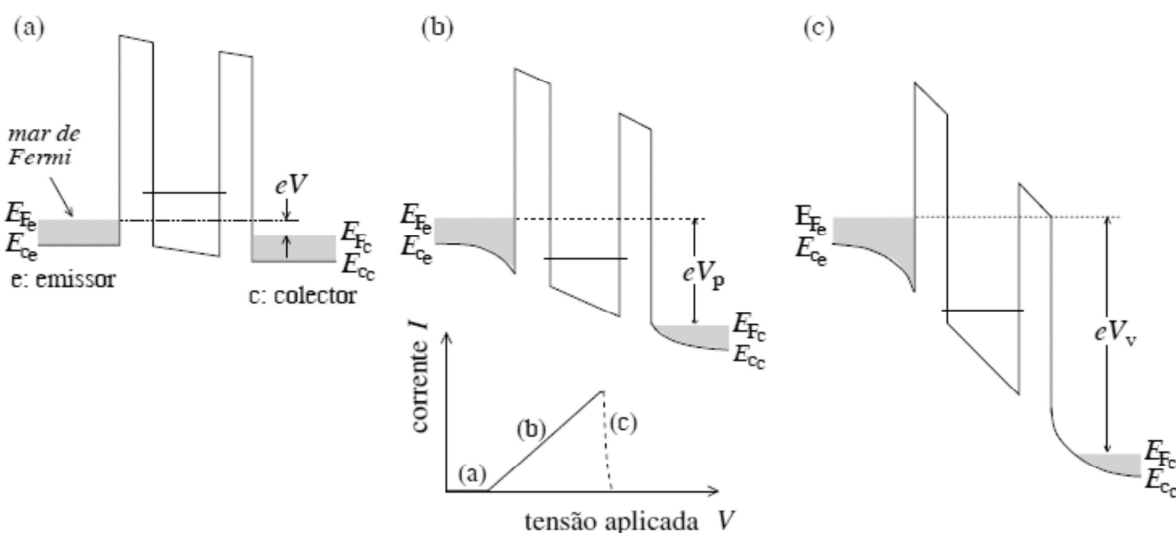 (a)
mar de
Fermi
eV
E_Fe
E_ce
E_Fc
E_cc
e: emissor
c: colector
(b)
E_Fe
E_ce
eV_p
E_Fc
E_cc
corrente I
(a)
(b)
(c)
tensão aplicada V
(c)
E_Fe
E_ce
eV_v
E_Fc
E_cc